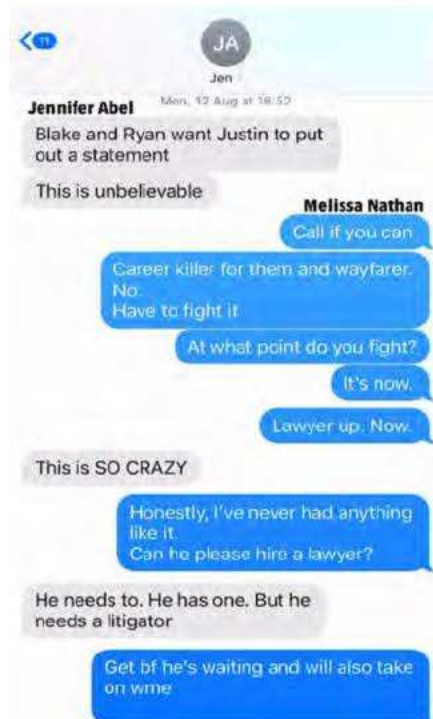 11
JA
Jen
Mon, 12 Aug at 18:52
Jennifer Abel
Blake and Ryan want Justin to put
out a statement
This is unbelievable
Melissa Nathan
Call if you can
Career killer for them and wayfarer.
No.
Have to fight it
At what point do you fight?
It's now.
Lawyer up. Now.
This is SO CRAZY
Honestly, I've never had anything
like it.
Can he please hire a lawyer?
He needs to. He has one. But he
needs a litigator
Get bf he's waiting and will also take
on wme